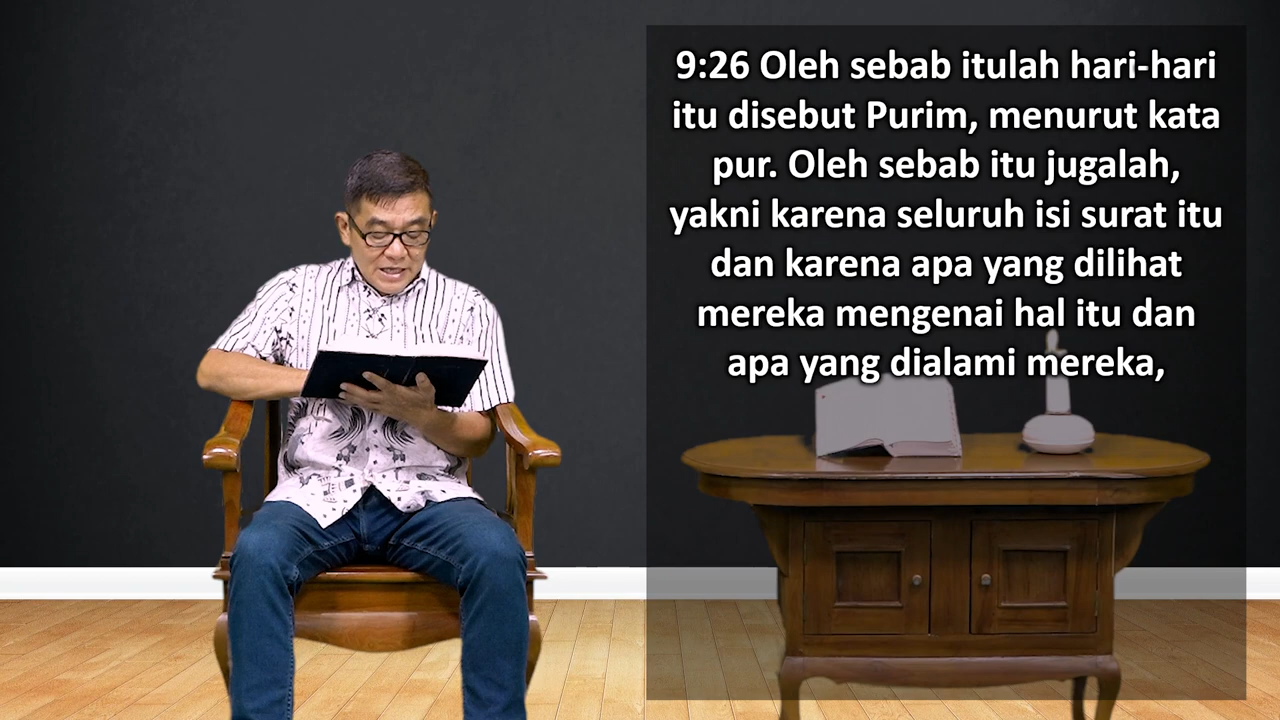 9:26 Oleh sebab itulah hari-hari
itu disebut Purim, menurut kata
pur. Oleh sebab itu jugalah,
yakni karena seluruh isi surat itu
dan karena apa yang dilihat
mereka mengenai hal itu dan
apa yang dialami mereka,